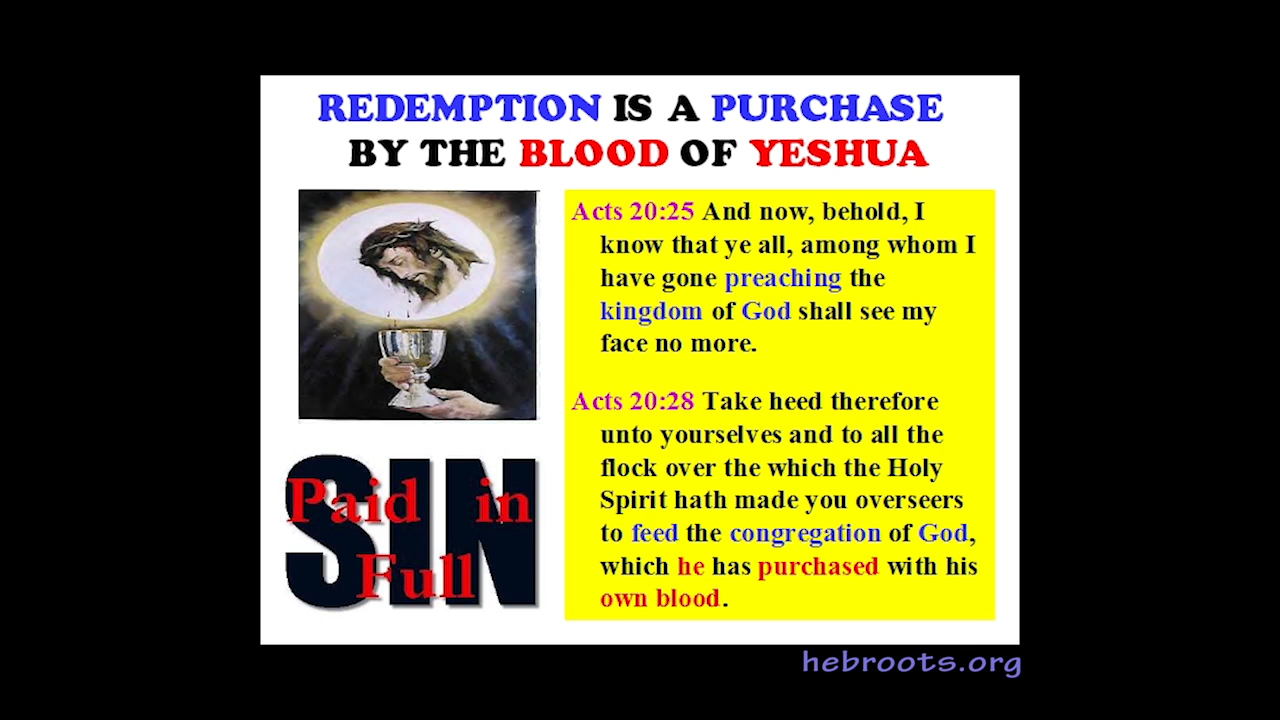 REDEMPTION IS A PURCHASE
BY THE BLOOD OF YESHUA
Acts 20:25 And now, behold, I
know that ye all, among whom I
have gone preaching the
kingdom of God shall see my
face no more.
Acts 20:28 Take heed therefore
unto yourselves and to all the
flock over the which the Holy
Spirit hath made you overseers
to feed the congregation of God,
which he has purchased with his
own blood.
SIN
Paid in
Full
hebroots.org